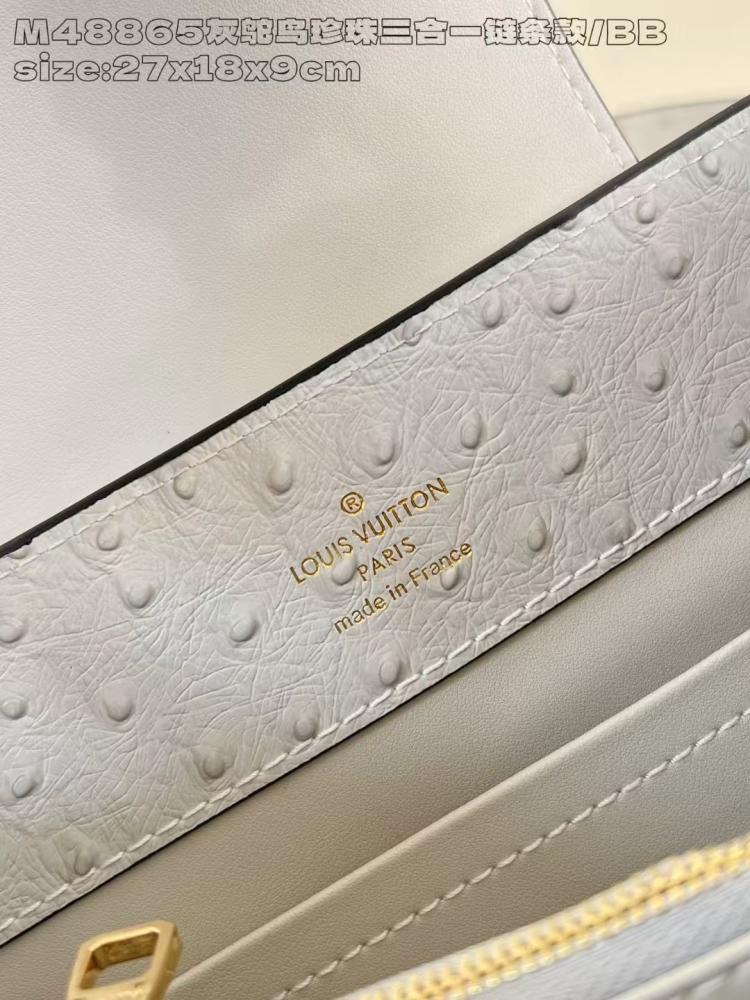 M48865灰鸵鸟珍珠三合一链条款/BB
size:27x18x9cm
®
LOUIS VUITTON
PARIS
made in France